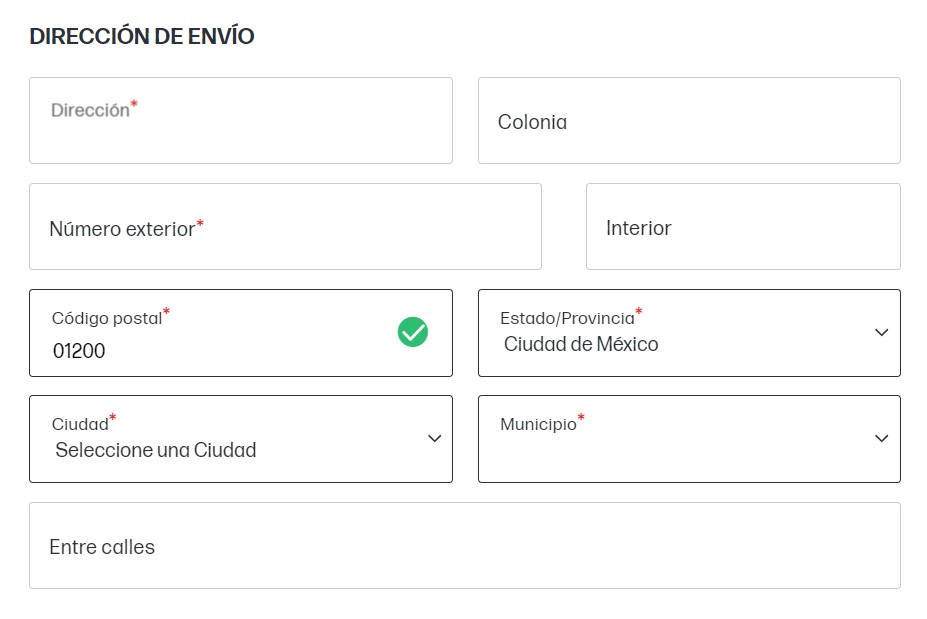 DIRECCIÓN DE ENVÍO
Dirección*
Colonia
Número exterior*
Interior
Código postal*
01200
Estado/Provincia*
Ciudad de México
Ciudad*
Seleccione una Ciudad
Municipio*
Entre calles